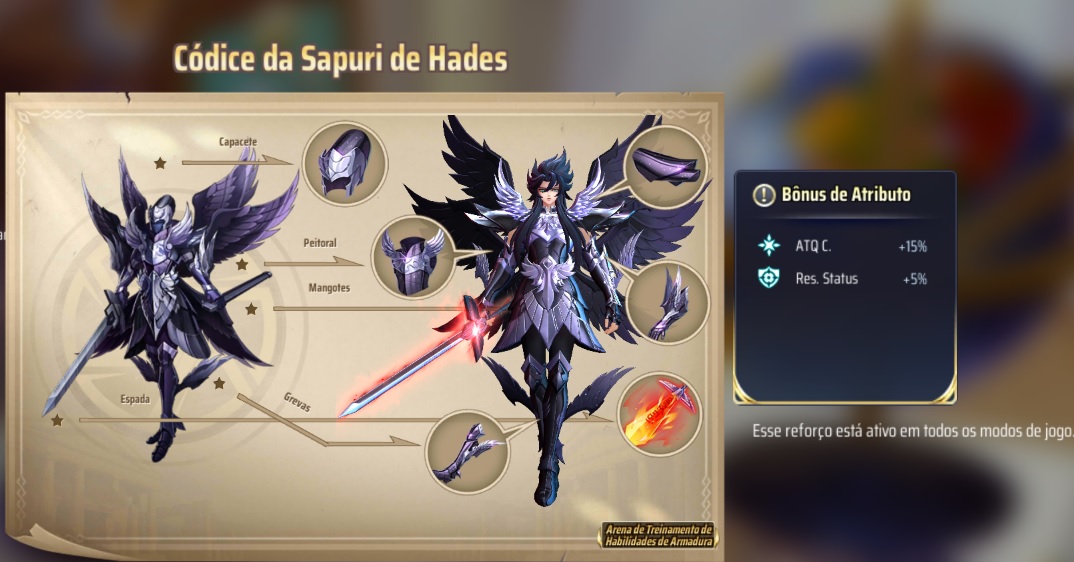 Códice da Sapuri de Hades
Capacete
Peitoral
Mangotes
Espada
Grevas
Arena de Treinamento de
Habilidades de Armadura
Bônus de Atributo
ATQ C. +15%
Res. Status +5%
Esse reforço está ativo em todos os modos de jogo.